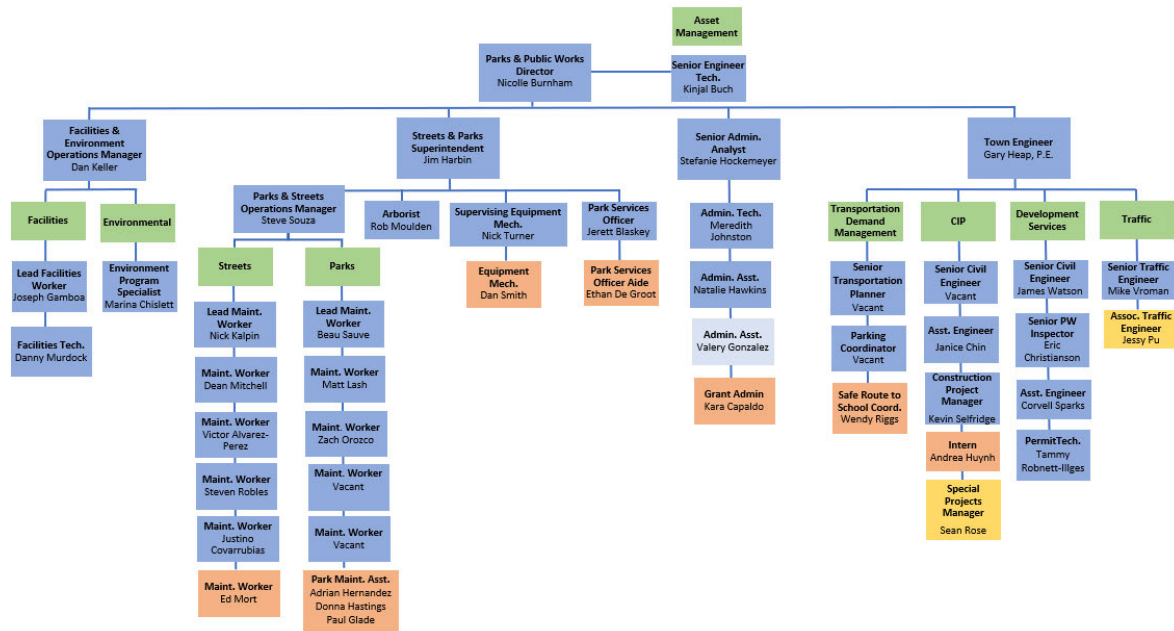 Asset
Management
Parks & Public Works
Director
Nicolle Burnham
Senior Engineer
Tech.
Kinjal Buch
Facilities &
Environment
Operations Manager
Dan Keller
Streets & Parks
Superintendent
Jim Harbin
Senior Admin.
Analyst
Stefanie Hockemeyer
Town Engineer
Gary Heap, P.E.
Facilities
Lead Facilities
Worker
Joseph Gamboa
Facilities Tech.
Danny Murdock
Environmental
Environment
Program
Specialist
Marina Chislett
Parks & Streets
Operations Manager
Steve Souza
Streets
Lead Maint.
Worker
Nick Kalpin
Maint. Worker
Dean Mitchell
Maint. Worker
Victor Alvarez-
Perez
Maint. Worker
Steven Robles
Maint. Worker
Justino
Covarrubias
Maint. Worker
Ed Mort
Parks
Lead Maint.
Worker
Beau Sauve
Maint. Worker
Matt Lash
Maint. Worker
Zach Orozco
Maint. Worker
Vacant
Maint. Worker
Vacant
Park Maint. Asst.
Adrian Hernandez
Donna Hastings
Paul Glade
Arborist
Rob Moulden
Supervising Equipment
Mech.
Nick Turner
Equipment
Mech.
Dan Smith
Park Services
Officer
Jerett Blaskey
Park Services
Officer Aide
Ethan De Groot
Admin. Tech.
Meredith
Johnston
Admin. Asst.
Natalie Hawkins
Admin. Asst.
Valery Gonzalez
Grant Admin
Kara Capaldo
Transportation
Demand
Management
Senior
Transportation
Planner
Vacant
Parking
Coordinator
Vacant
Safe Route to
School Coord.
Wendy Riggs
CIP
Senior Civil
Engineer
Vacant
Asst. Engineer
Janice Chin
Construction
Project
Manager
Kevin Selfridge
Intern
Andrea Huynh
Special
Projects
Manager
Sean Rose
Development
Services
Senior Civil
Engineer
James Watson
Senior PW
Inspector
Eric
Christianson
Asst. Engineer
Corvell Sparks
PermitTech.
Tammy
Robnett-Illges
Traffic
Senior Traffic
Engineer
Mike Vroman
Assoc. Traffic
Engineer
Jessy Pu